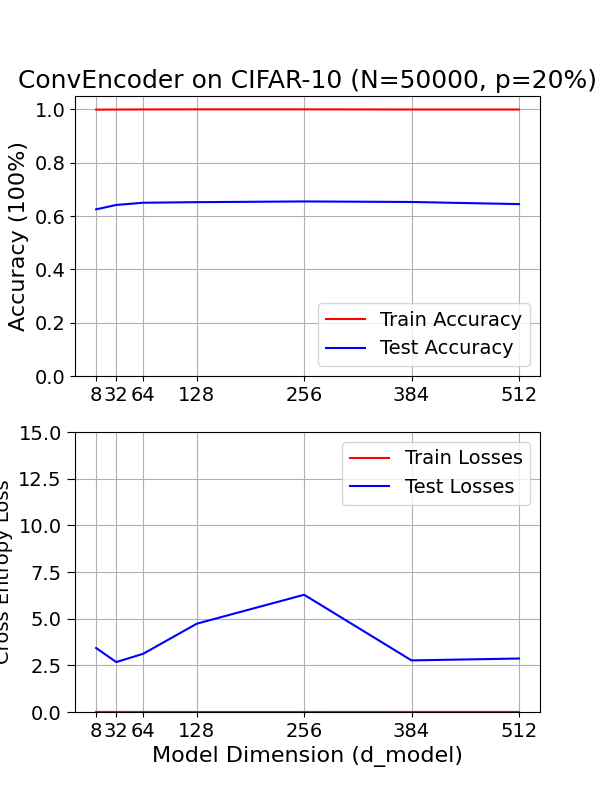 ConvEncoder on CIFAR-10 (N=50000, p=20%)
Accuracy (100%)
1.0
0.8
0.6
0.4
0.2
0.0
Train Accuracy
Test Accuracy
8 32 64 128 256 384 512
Cross Entropy Loss
15.0
12.5
10.0
7.5
5.0
2.5
0.0
Train Losses
Test Losses
8 32 64 128 256 384 512
Model Dimension (d_model)